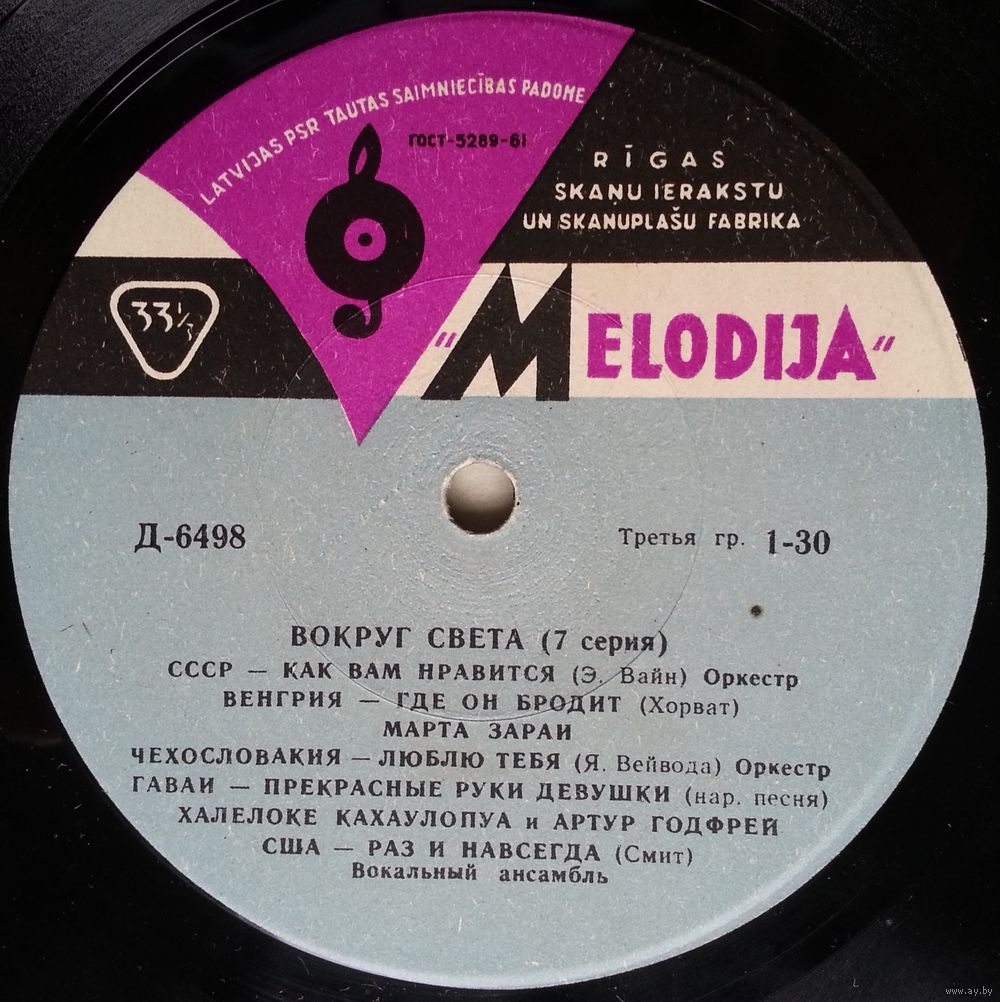 LATVIJAS PSR TAUTAS SAIMNIECĪBAS PADOME
ГОСТ-5289-61
RĪGAS
SKAŅU IERAKSTU
UN SKAŅUPLAŠU FABRIKA
33⅓
"MELODIJA"
Д-6498
Третья гр. 1-30
ВОКРУГ СВЕТА (7 серия)
СССР — КАК ВАМ НРАВИТСЯ (Э. Вайн) Оркестр
ВЕНГРИЯ — ГДЕ ОН БРОДИТ (Хорват)
МАРТА ЗАРАИ
ЧЕХОСЛОВАКИЯ — ЛЮБЛЮ ТЕБЯ (Я. Вейвода) Оркестр
ГАВАИ — ПРЕКРАСНЫЕ РУКИ ДЕВУШКИ (нар. песня)
ХАЛЕЛОКЕ КАХАУЛОПУА и АРТУР ГОДФРЕЙ
США — РАЗ И НАВСЕГДА (Смит)
Вокальный ансамбль
www.ay.by